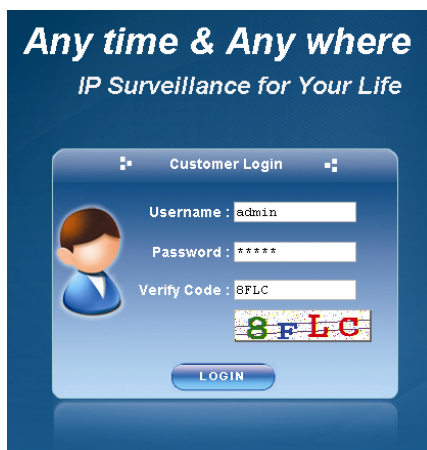 Any time & Any where
IP Surveillance for Your Life
Customer Login
Username : admin
Password : *****
Verify Code : 8FLC
8FLC
LOGIN